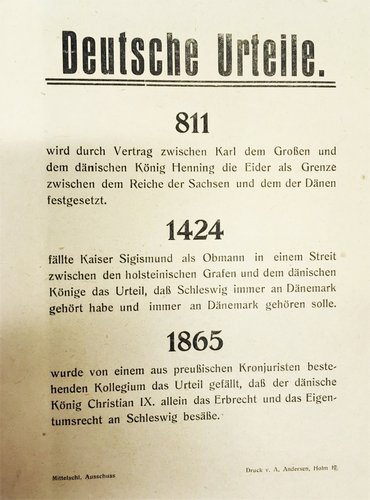 Deutsche Urteile.
811
wird durch Vertrag zwischen Karl dem Großen und
dem dänischen König Henning die Eider als Grenze
zwischen dem Reiche der Sachsen und dem der Dänen
festgesetzt.
1424
fällte Kaiser Sigismund als Obmann in einem Streit
zwischen den holsteinischen Grafen und dem dänischen
Könige das Urteil, daß Schleswig immer an Dänemark
gehört habe und immer an Dänemark gehören solle.
1865
wurde von einem aus preußischen Kronjuristen beste-
henden Kollegium das Urteil gefällt, daß der dänische
König Christian IX. allein das Erbrecht und das Eigen-
tumsrecht an Schleswig besäße.
Mittelschl. Ausschuss
Druck v. A. Andersen, Holm